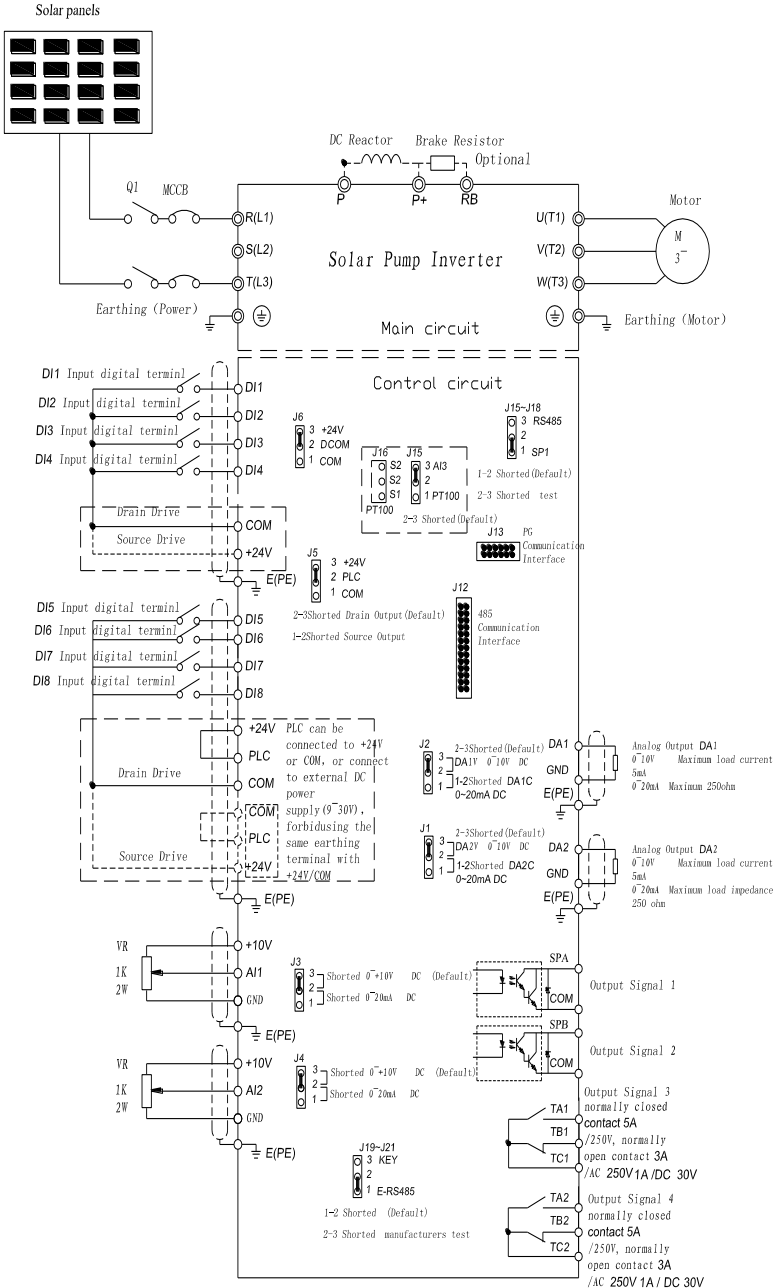 Solar panels
DC Reactor
Brake Resistor
Optional
P
P+
RB
Q1
MCCB
R(L1)
S(L2)
T(L3)
Solar Pump Inverter
U(T1)
V(T2)
W(T3)
Motor
M
3~
Earthing (Power)
Main circuit
Earthing (Motor)
Control circuit
DI1 Input digital terminl
DI2 Input digital terminl
DI3 Input digital terminl
DI4 Input digital terminl
DI1
DI2
DI3
DI4
J6
3 +24V
2 DCOM
1 COM
J16
S2
S2
S1
PT100
J15
3 AI3
2
1 PT100
2-3 Shorted(Default)
J15~J18
3 RS485
2
1 SP1
1-2 Shorted(Default)
2-3 Shorted test
Drain Drive
Source Drive
COM
+24V
E(PE)
J13
PG
Communication
Interface
J5
3 +24V
2 PLC
1 COM
2-3Shorted Drain Output(Default)
1-2Shorted Source Output
J12
485
Communication
Interface
DI5 Input digital terminl
DI6 Input digital terminl
DI7 Input digital terminl
DI8 Input digital terminl
DI5
DI6
DI7
DI8
+24V
PLC
COM
COM
PLC
+24V
Drain Drive
Source Drive
PLC can be
connected to +24V
or COM, or connect
to external DC
power
supply(9~30V),
forbidusing the
same earthing
terminal with
+24V/COM
E(PE)
J2
3
2
1
2-3Shorted(Default)
DA1V 0~10V DC
1-2Shorted DA1C
0~20mA DC
DA1
GND
E(PE)
Analog Output DA1
0~10V Maximum load current
5mA
0~20mA Maximum 250ohm
J1
3
2
1
2-3Shorted(Default)
DA2V 0~10V DC
1-2Shorted DA2C
0~20mA DC
DA2
GND
E(PE)
Analog Output DA2
0~10V Maximum load current
5mA
0~20mA Maximum load impedance
250 ohm
VR
1K
2W
+10V
AI1
GND
E(PE)
J3
3
2
1
Shorted 0~+10V DC (Default)
Shorted 0~20mA DC
SPA
COM
Output Signal 1
SPB
COM
Output Signal 2
VR
1K
2W
+10V
AI2
GND
E(PE)
J4
3
2
1
Shorted 0~+10V DC (Default)
Shorted 0~20mA DC
TA1
TB1
TC1
Output Signal 3
normally closed
contact 5A
/250V, normally
open contact 3A
/AC 250V1A /DC 30V
J19~J21
3 KEY
2
1 E-RS485
1-2 Shorted (Default)
2-3 Shorted manufacturers test
TA2
TB2
TC2
Output Signal 4
normally closed
contact 5A
/250V, normally
open contact 3A
/AC 250V 1A / DC 30V